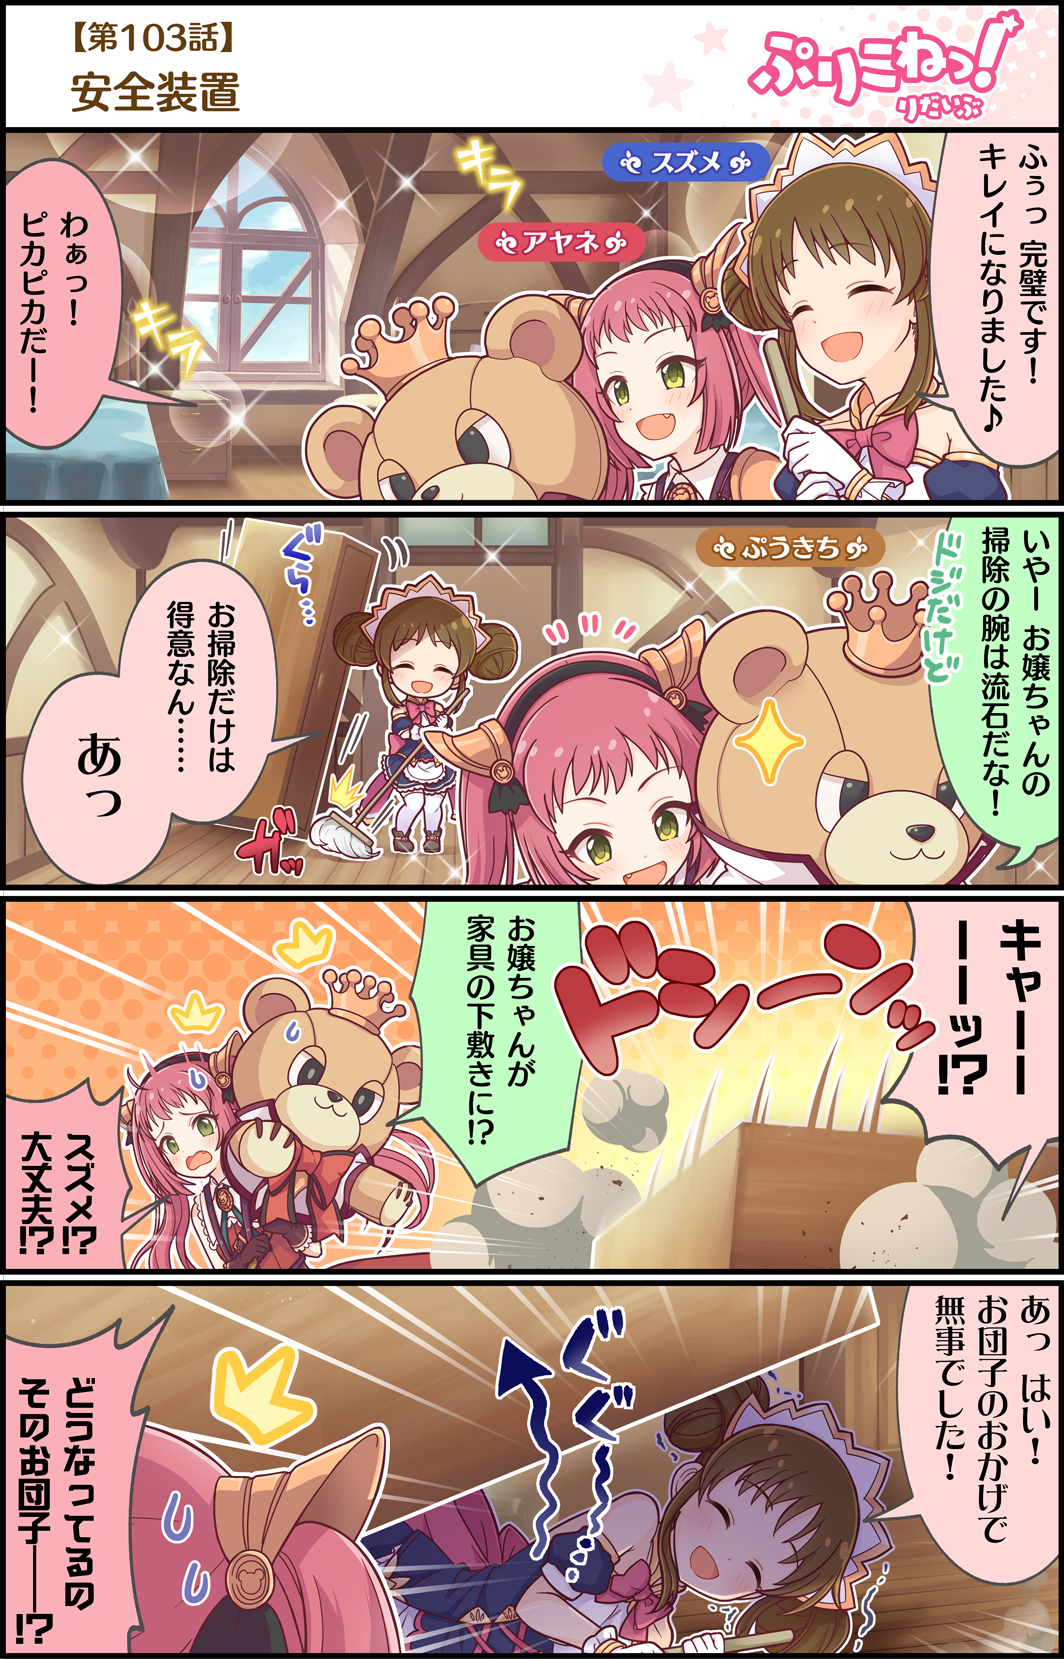 【第103話】
安全装置
ぷりこねっ!
りだいぶ
ふぅっ 完璧です!
キレイになりました♪
スズメ
アヤネ
キラ
キラ
わぁっ!
ピカピカだー!
いやー お嬢ちゃんの
掃除の腕は流石だな!
ドジだけど
ぷうきち
ぐら…
お掃除だけは
得意なん……
あっ
ガッ
キャーー
ーーッ!?
ドシーンッ
お嬢ちゃんが
家具の下敷きに!?
スズメ!?
大丈夫!?
あっ はい!
お団子のおかげで
無事でした!
ぐぐ…
どうなってるの
そのお団子――!?